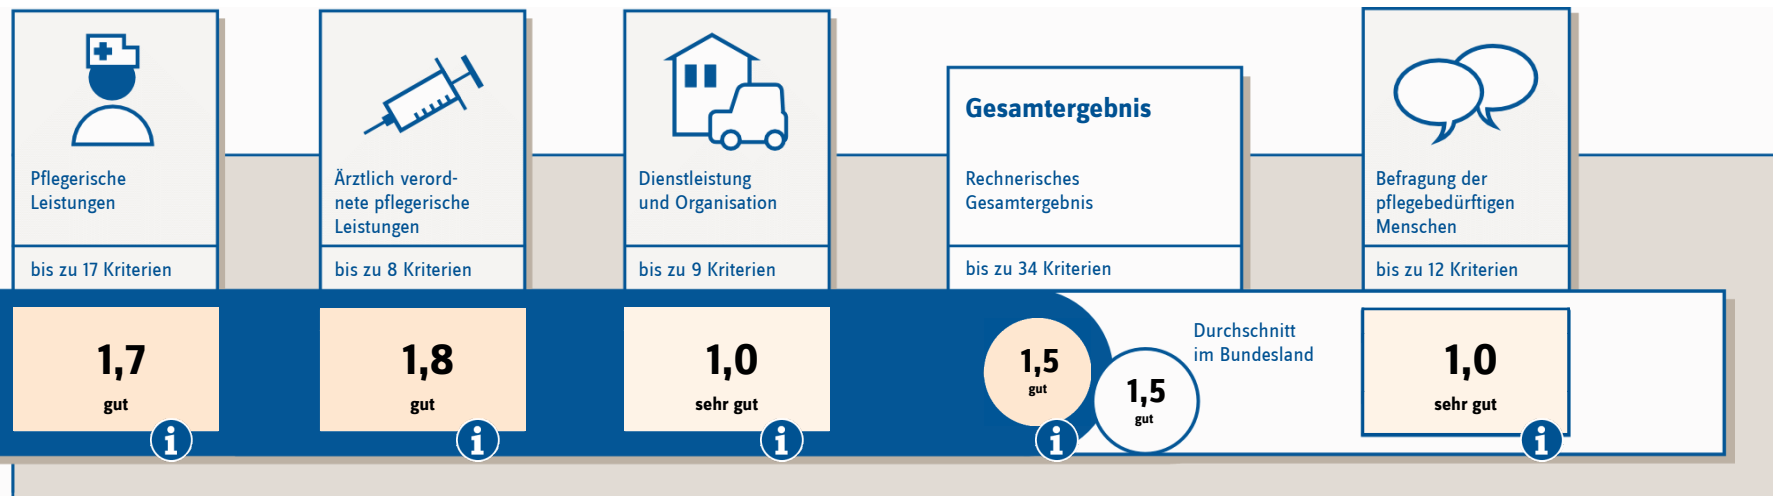 Pflegerische
Leistungen
bis zu 17 Kriterien
1,7
gut
Ärztlich verord-
nete pflegerische
Leistungen
bis zu 8 Kriterien
1,8
gut
Dienstleistung
und Organisation
bis zu 9 Kriterien
1,0
sehr gut
Gesamtergebnis
Rechnerisches
Gesamtergebnis
bis zu 34 Kriterien
1,5
gut
1,5
gut
Durchschnitt
im Bundesland
Befragung der
pflegebedürftigen
Menschen
bis zu 12 Kriterien
1,0
sehr gut